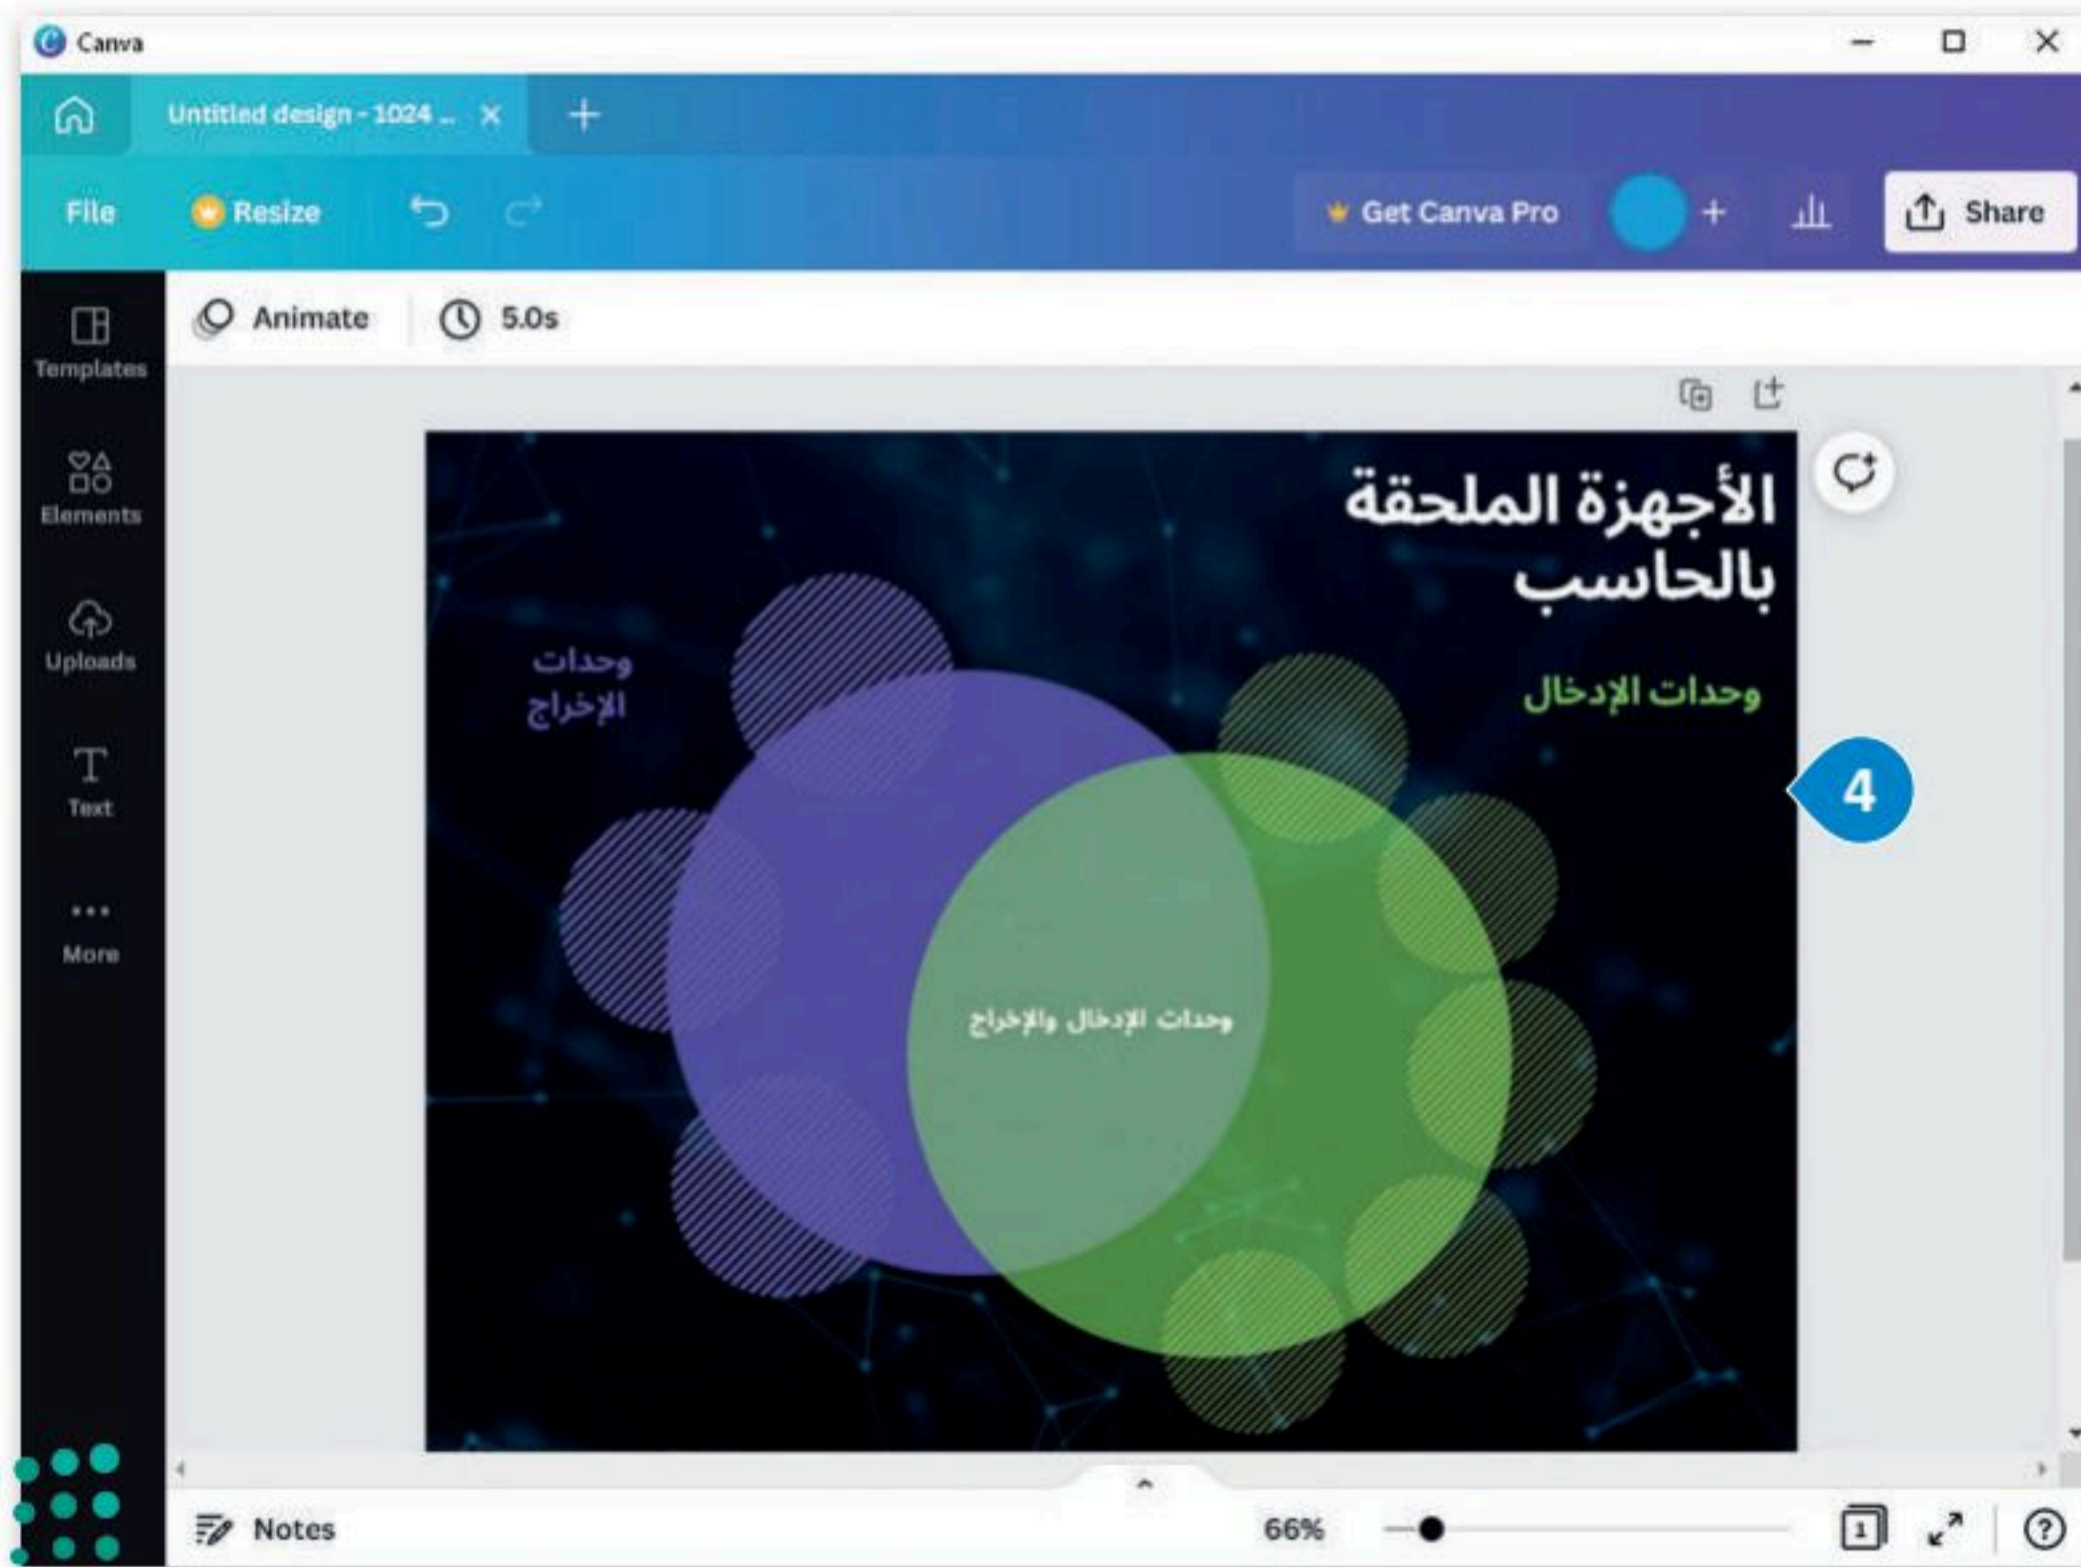 Canva
Untitled design - 1024 ...
File
Resize
Get Canva Pro
Share
Animate
5.0s
Templates
Elements
Uploads
Text
More
الأجهزة الملحقة
بالحاسب
وحدات
الإخراج
وحدات الإدخال
4
وحدات الإدخال والإخراج
Notes
66%
1
?